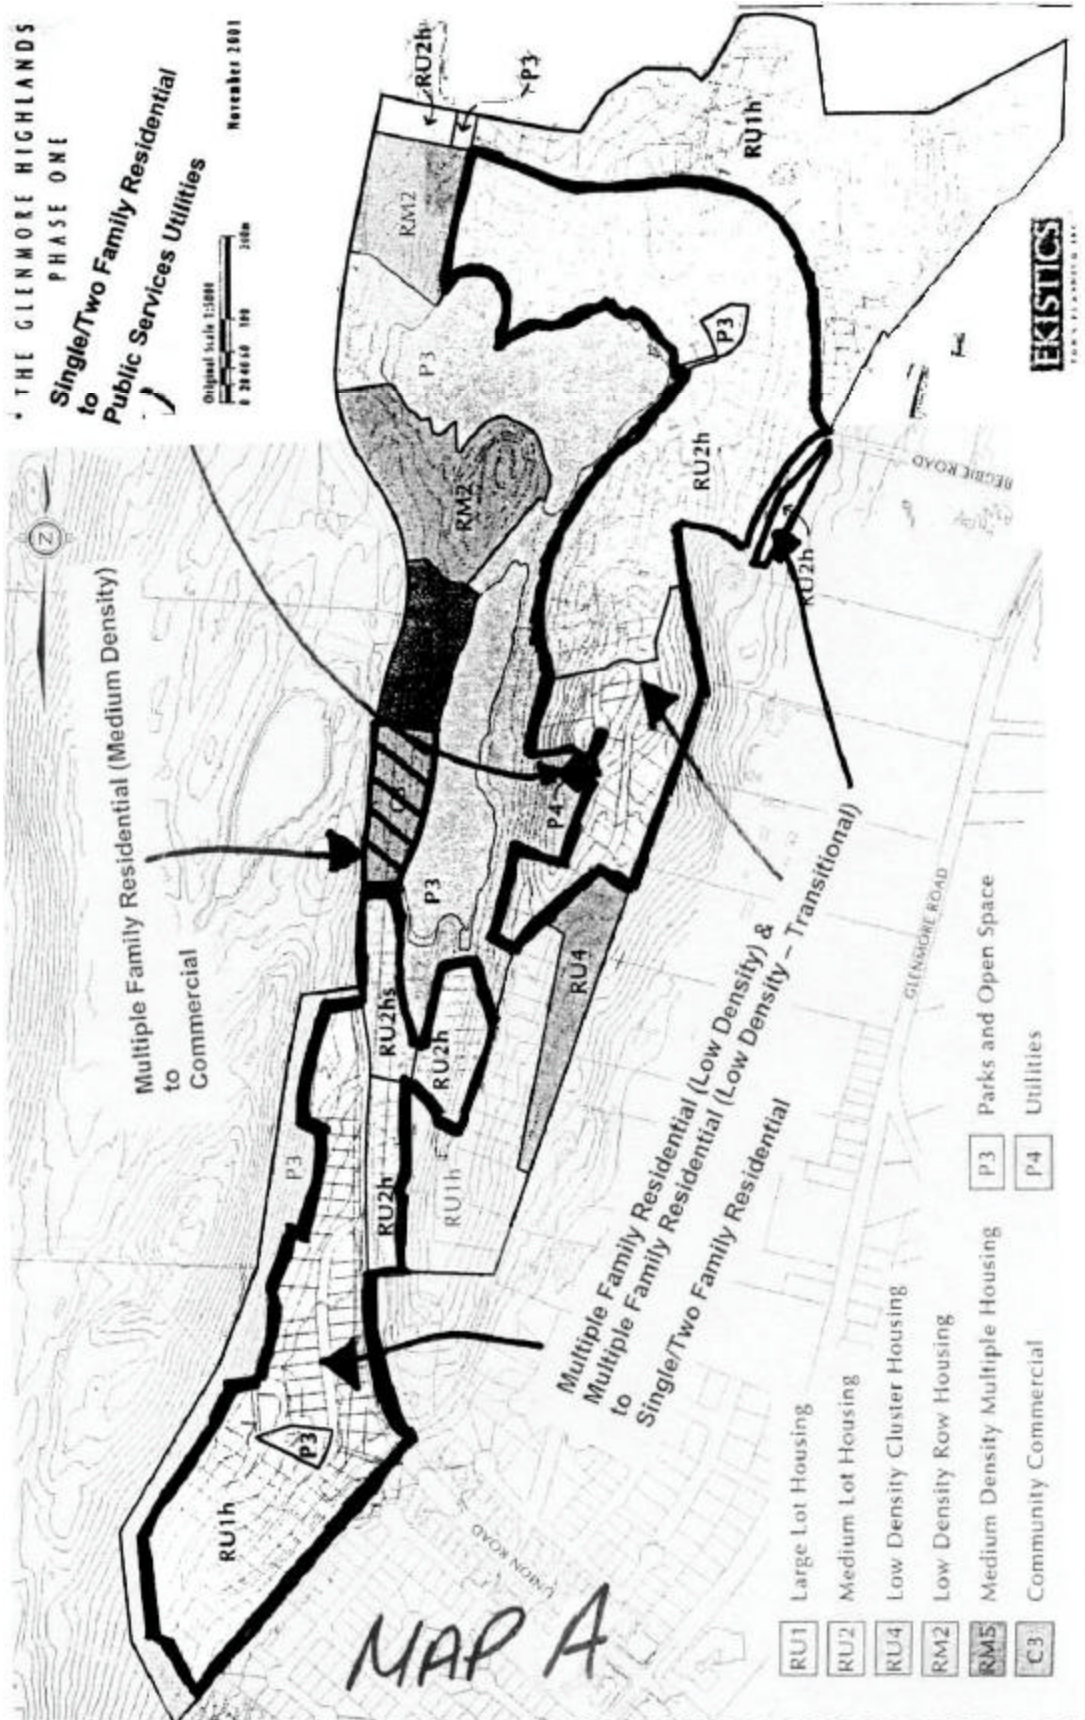 * THE GLENMORE HIGHLANDS
PHASE ONE
Single/Two Family Residential
to
Public Services Utilities
Original Scale 1:5000
November 2001
Multiple Family Residential (Medium Density)
to
Commercial
Z
RU2h
P3
RM2
P3
RU1h
P3
RM2
RU2h
RU2h
BEGBIE ROAD
P4
P3
RU4
RU2hs
RU2h
P3
RU2h
RU1h
P3
RU1h
GLENMORE ROAD
UNION ROAD
Multiple Family Residential (Low Density) &
Multiple Family Residential (Low Density – Transitional)
to
Single/Two Family Residential
EKISTICS
MAP A
RU1 Large Lot Housing
RU2 Medium Lot Housing
RU4 Low Density Cluster Housing
RM2 Low Density Row Housing
RM5 Medium Density Multiple Housing
C3 Community Commercial
P3 Parks and Open Space
P4 Utilities